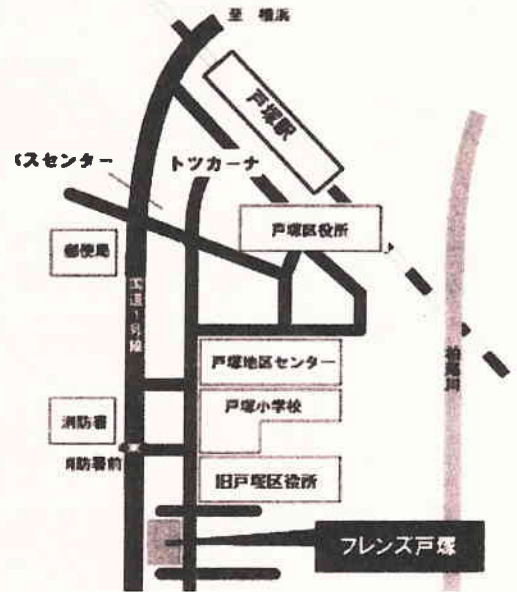 至 横浜
戸塚駅
バスセンター
トツカーナ
戸塚区役所
郵便局
国道1号線
戸塚地区センター
柏尾川
戸塚小学校
消防署
消防署前
旧戸塚区役所
フレンズ戸塚